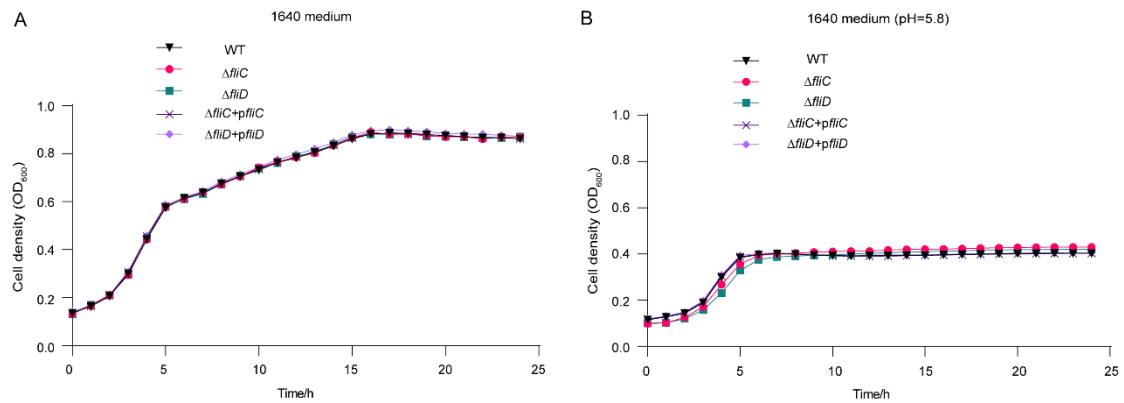 A
1640 medium
WT
ΔfliC
ΔfliD
ΔfliC+pfliC
ΔfliD+pfliD
Cell density (OD600)
1.0
0.8
0.6
0.4
0.2
0.0
0 5 10 15 20 25
Time/h
B
1640 medium (pH=5.8)
WT
ΔfliC
ΔfliD
ΔfliC+pfliC
ΔfliD+pfliD
Cell density (OD600)
1.0
0.8
0.6
0.4
0.2
0.0
0 5 10 15 20 25
Time/h